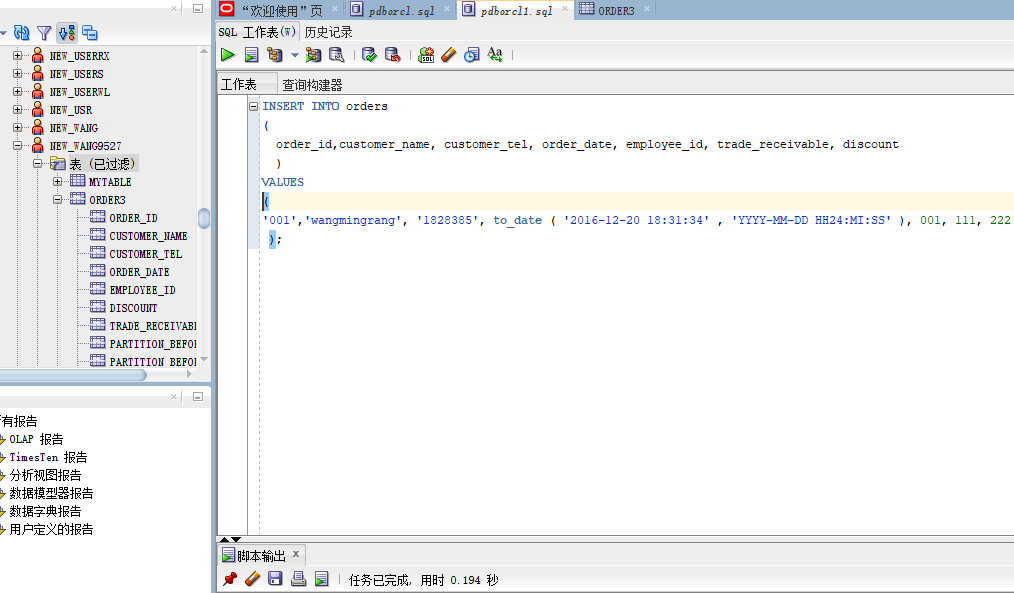 “欢迎使用”页
pdborcl.sql
pdborcl1.sql
ORDER3
SQL 工作表(W) 历史记录
工作表 查询构建器
NEW_USERRX
NEW_USERS
NEW_USERWL
NEW_USR
NEW_WANG
NEW_WANG9527
表 (已过滤)
MYTABLE
ORDER3
ORDER_ID
CUSTOMER_NAME
CUSTOMER_TEL
ORDER_DATE
EMPLOYEE_ID
DISCOUNT
TRADE_RECEIVABL
PARTITION_BEFOR
PARTITION_BEFOR
INSERT INTO orders
(
order_id,customer_name, customer_tel, order_date, employee_id, trade_receivable, discount
)
VALUES
(
'001','wangmingrang', '1828385', to_date ( '2016-12-20 18:31:34' , 'YYYY-MM-DD HH24:MI:SS' ), 001, 111, 222
);
有报告
OLAP 报告
TimesTen 报告
分析视图报告
数据模型器报告
数据字典报告
用户定义的报告
脚本输出
任务已完成, 用时 0.194 秒